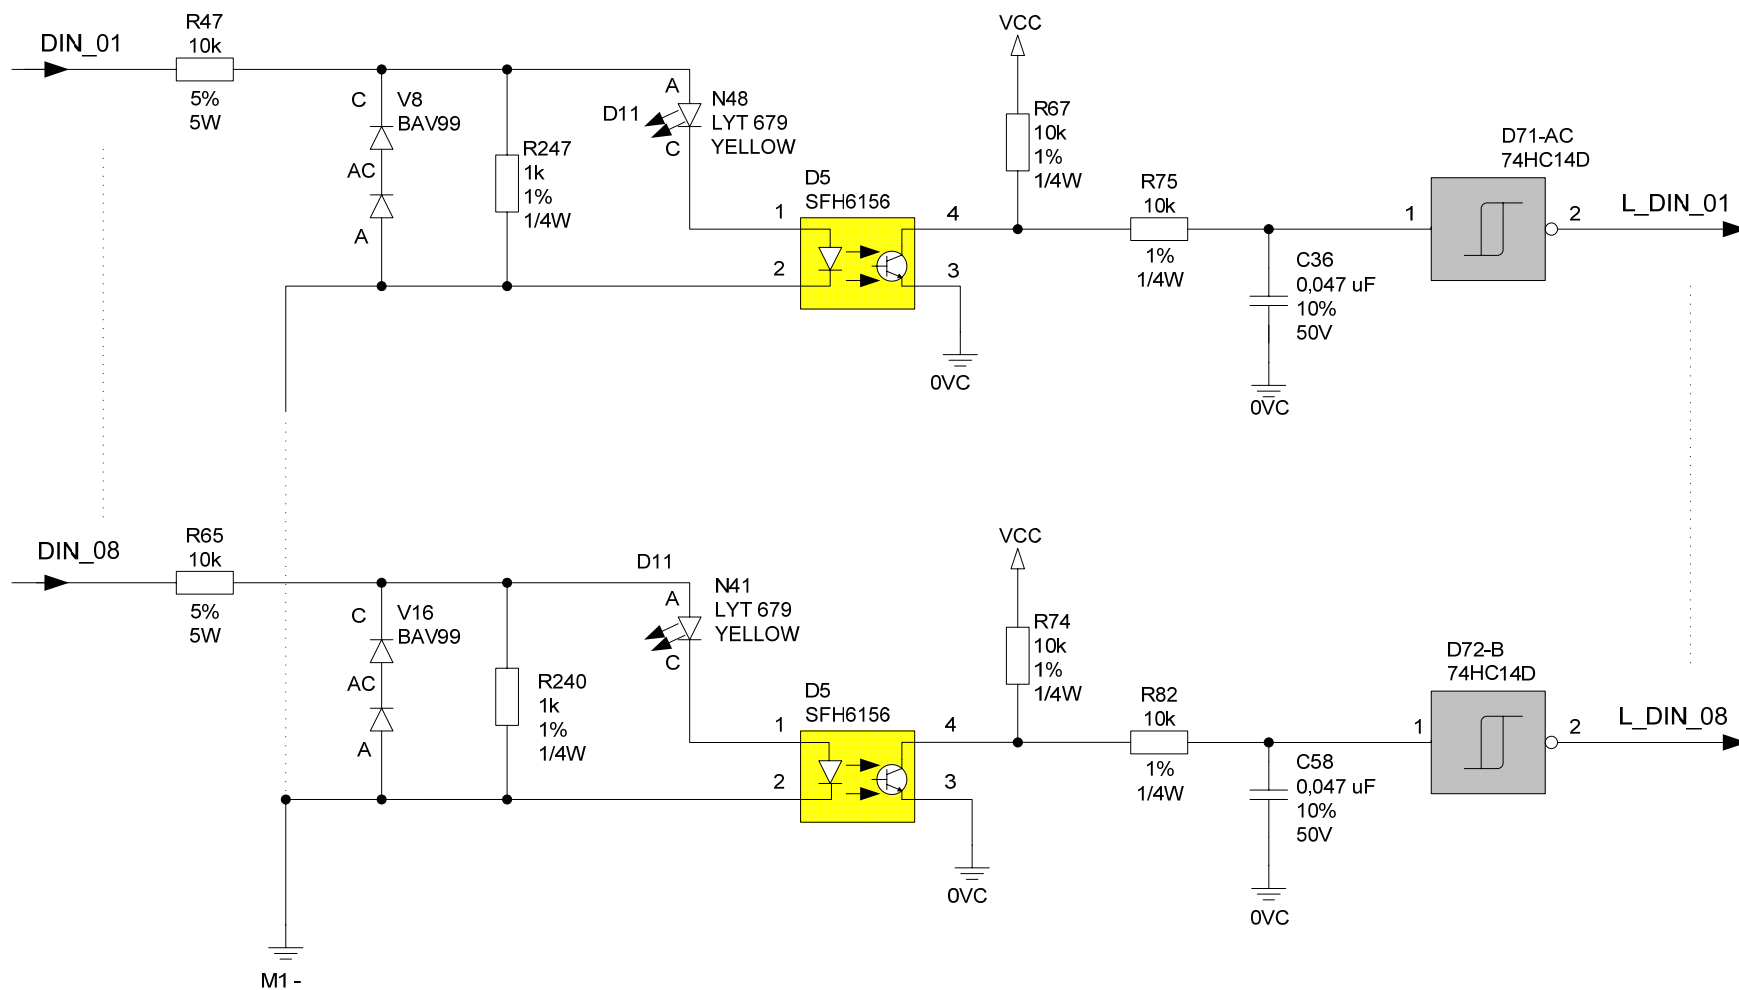 DIN_01
R47
10k
5%
5W
C
V8
BAV99
AC
A
R247
1k
1%
1/4W
A
D11
N48
LYT 679
YELLOW
C
D5
SFH6156
1
2
4
3
0VC
VCC
R67
10k
1%
1/4W
R75
10k
1%
1/4W
C36
0,047 uF
10%
50V
0VC
D71-AC
74HC14D
1
2
L_DIN_01
DIN_08
R65
10k
5%
5W
C
V16
BAV99
AC
A
R240
1k
1%
1/4W
D11
A
N41
LYT 679
YELLOW
C
D5
SFH6156
1
2
4
3
0VC
VCC
R74
10k
1%
1/4W
R82
10k
1%
1/4W
C58
0,047 uF
10%
50V
0VC
D72-B
74HC14D
1
2
L_DIN_08
M1 -